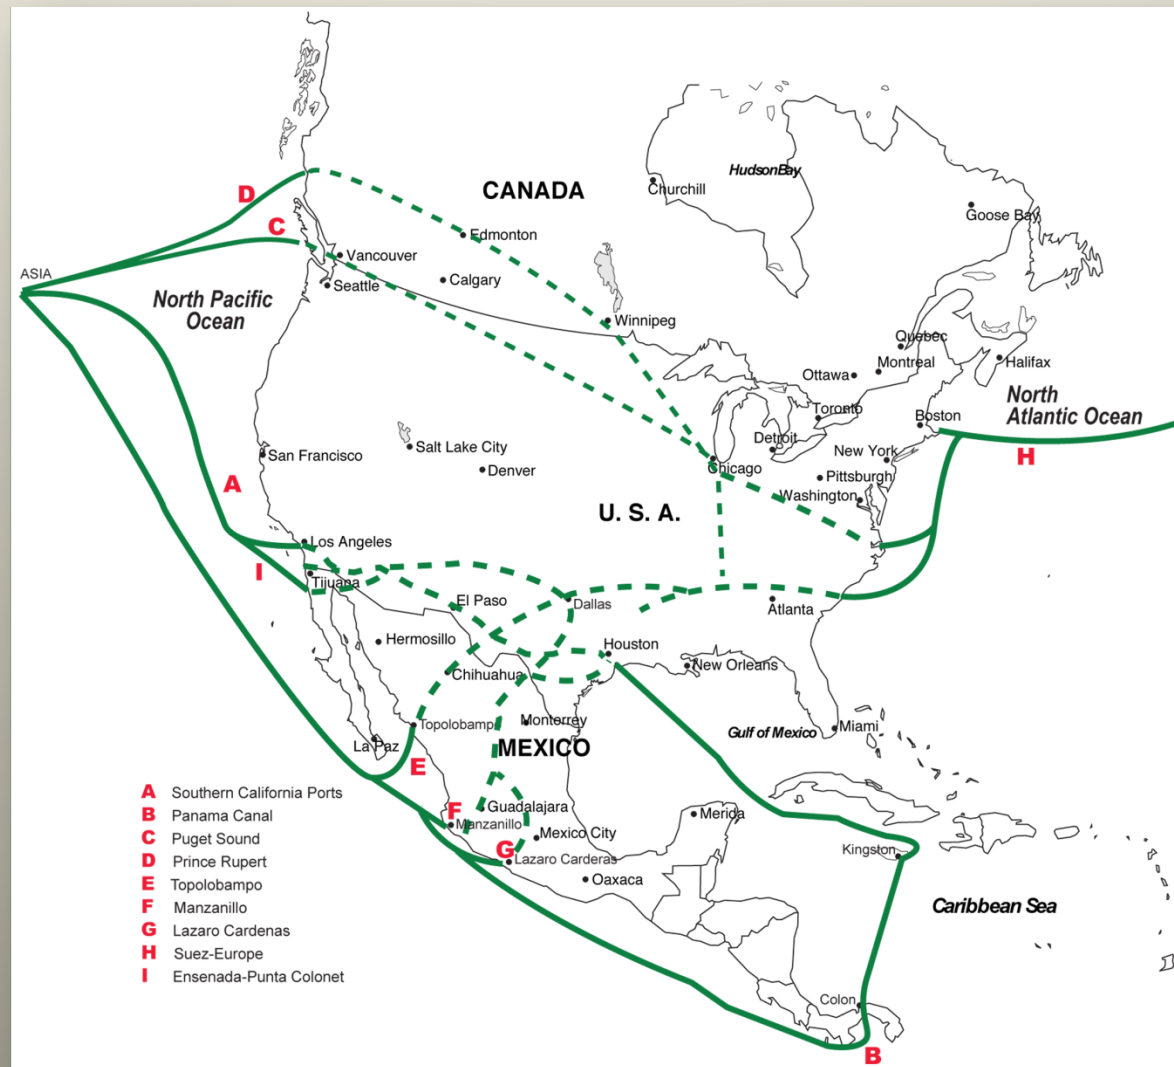 D
CANADA
Churchill
HudsonBay
Goose Bay
C
Edmonton
Vancouver
Calgary
Seattle
ASIA
North Pacific
Ocean
Winnipeg
Quebec
Montreal
Halifax
Ottawa
North
Atlantic Ocean
Toronto
Boston
Detroit
New York
H
Salt Lake City
San Francisco
Denver
Chicago
Pittsburgh
Washington
A
U. S. A.
Los Angeles
I
Tijuana
El Paso
Dallas
Atlanta
Hermosillo
Houston
New Orleans
Chihuahua
Topolobamp
Monterrey
Gulf of Mexico
Miami
La Paz
MEXICO
E
F
Guadalajara
Manzanillo
Merida
Mexico City
G
Lazaro Carderas
Kingston
Oaxaca
Caribbean Sea
Colon
B
A Southern California Ports
B Panama Canal
C Puget Sound
D Prince Rupert
E Topolobampo
F Manzanillo
G Lazaro Cardenas
H Suez-Europe
I Ensenada-Punta Colonet